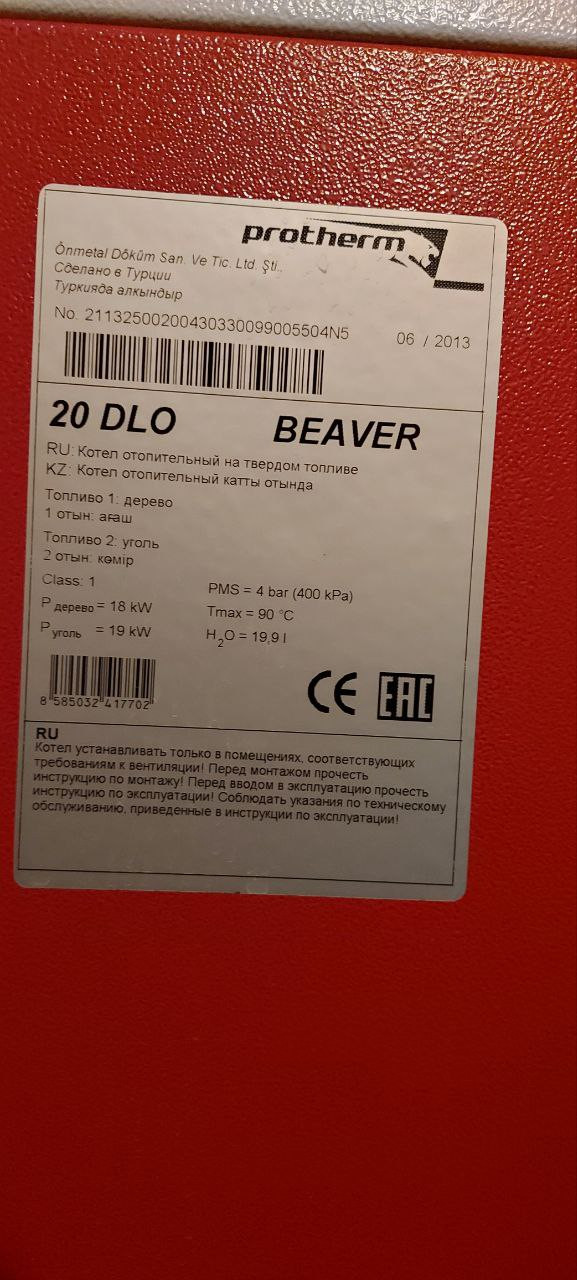 protherm
Önmetal Döküm San. Ve Tic. Ltd. Şti.,
Сделано в Турции
Туркияда алкындыр
No. 21132500200430330099005504N5
06 / 2013
20 DLO BEAVER
RU: Котел отопительный на твердом топливе
KZ: Котел отопительный катты отында
Топливо 1: дерево
1 отын: ағаш
Топливо 2: уголь
2 отын: көмір
Class: 1
P дерево = 18 kW
P уголь = 19 kW
PMS = 4 bar (400 kPa)
Tmax = 90 °C
H2O = 19,9 l
8 585032 417702
CE EAC
RU
Котел устанавливать только в помещениях, соответствующих
требованиям к вентиляции! Перед монтажом прочесть
инструкцию по монтажу! Перед вводом в эксплуатацию прочесть
инструкцию по эксплуатации! Соблюдать указания по техническому
обслуживанию, приведенные в инструкции по эксплуатации!